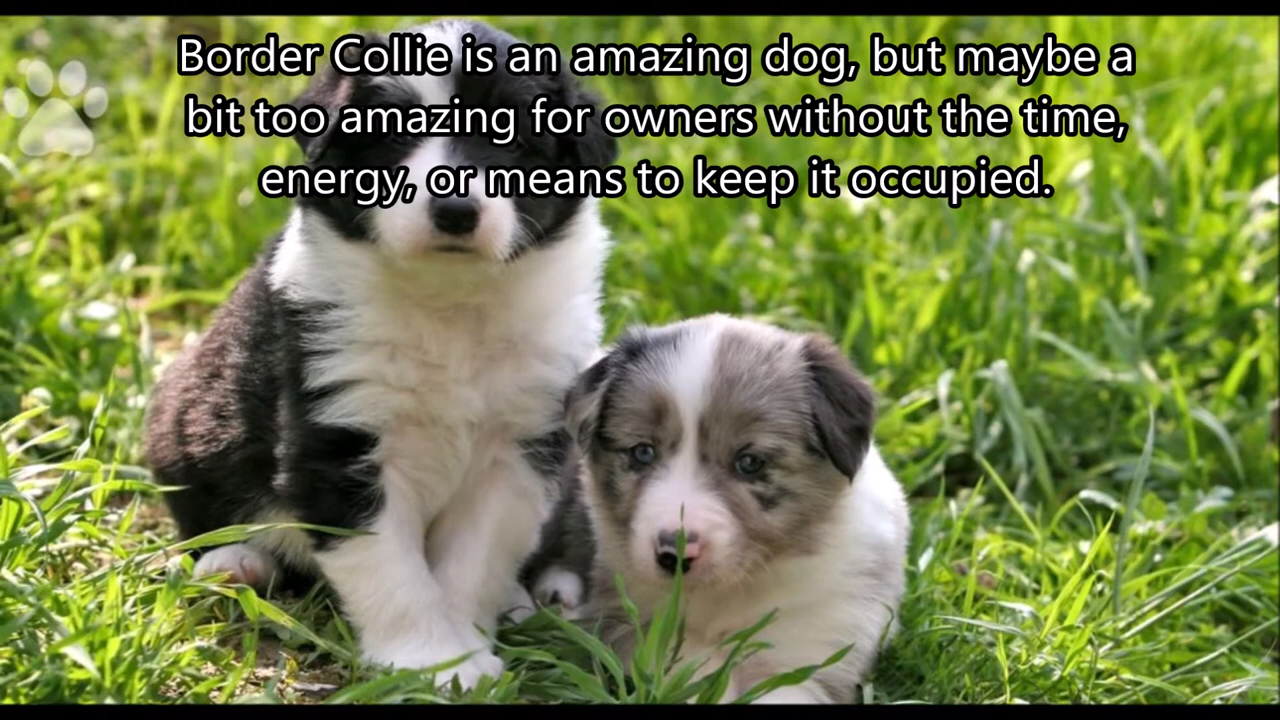 Border Collie is an amazing dog, but maybe a
bit too amazing for owners without the time,
energy, or means to keep it occupied.